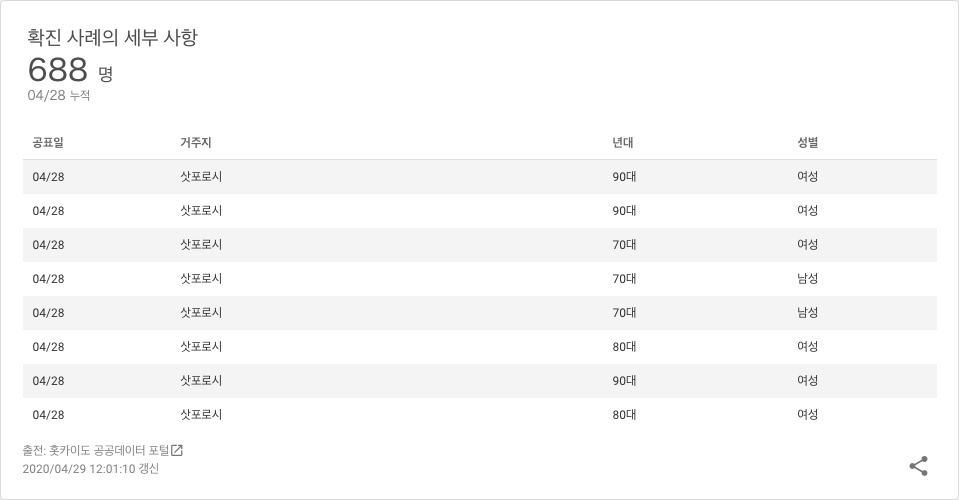 확진 사례의 세부 사항
688 명
04/28 누적
공표일 거주지 년대 성별
04/28 삿포로시 90대 여성
04/28 삿포로시 90대 여성
04/28 삿포로시 70대 여성
04/28 삿포로시 70대 남성
04/28 삿포로시 70대 남성
04/28 삿포로시 80대 여성
04/28 삿포로시 90대 여성
04/28 삿포로시 80대 여성
출전: 홋카이도 공공데이터 포털
2020/04/29 12:01:10 갱신